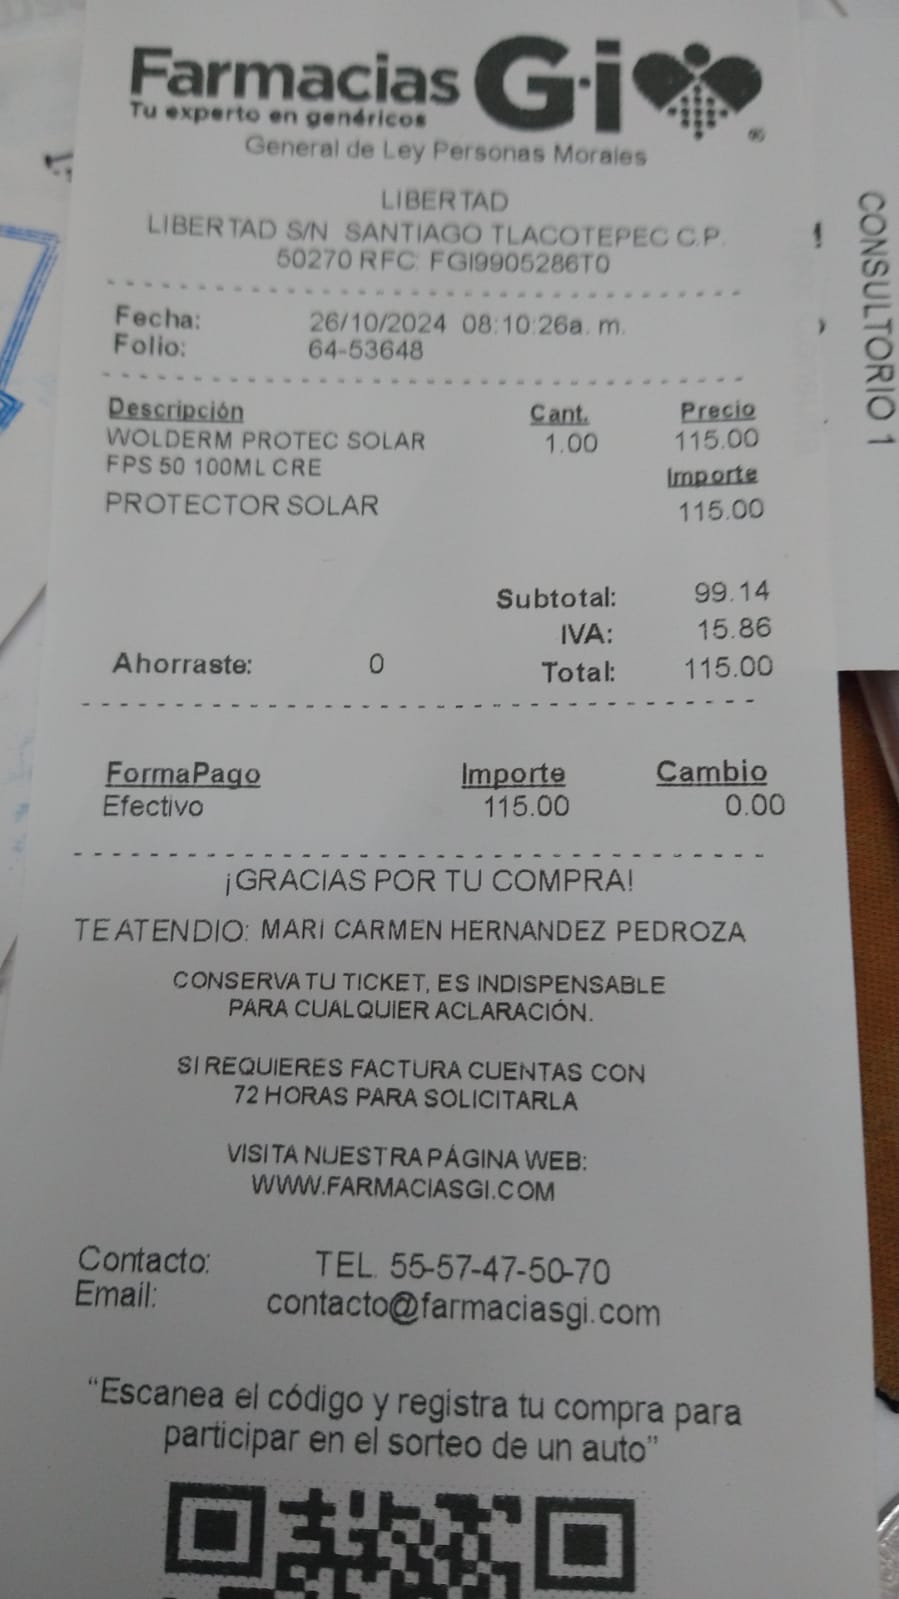 Farmacias G·i
Tu experto en genéricos
General de Ley Personas Morales
LIBERTAD
LIBERTAD S/N SANTIAGO TLACOTEPEC C.P.
50270 RFC: FGI9905286T0
Fecha: 26/10/2024 08:10:26a. m.
Folio: 64-53648
Descripción Cant. Precio
WOLDERM PROTEC SOLAR 1.00 115.00
FPS 50 100ML CRE Importe
PROTECTOR SOLAR 115.00
Subtotal: 99.14
IVA: 15.86
Ahorraste: 0 Total: 115.00
FormaPago Importe Cambio
Efectivo 115.00 0.00
¡GRACIAS POR TU COMPRA!
TE ATENDIO: MARI CARMEN HERNANDEZ PEDROZA
CONSERVA TU TICKET, ES INDISPENSABLE
PARA CUALQUIER ACLARACIÓN.
SI REQUIERES FACTURA CUENTAS CON
72 HORAS PARA SOLICITARLA
VISITA NUESTRA PÁGINA WEB:
WWW.FARMACIASGI.COM
Contacto: TEL. 55-57-47-50-70
Email: contacto@farmaciasgi.com
“Escanea el código y registra tu compra para
participar en el sorteo de un auto”
CONSULTORIO 1